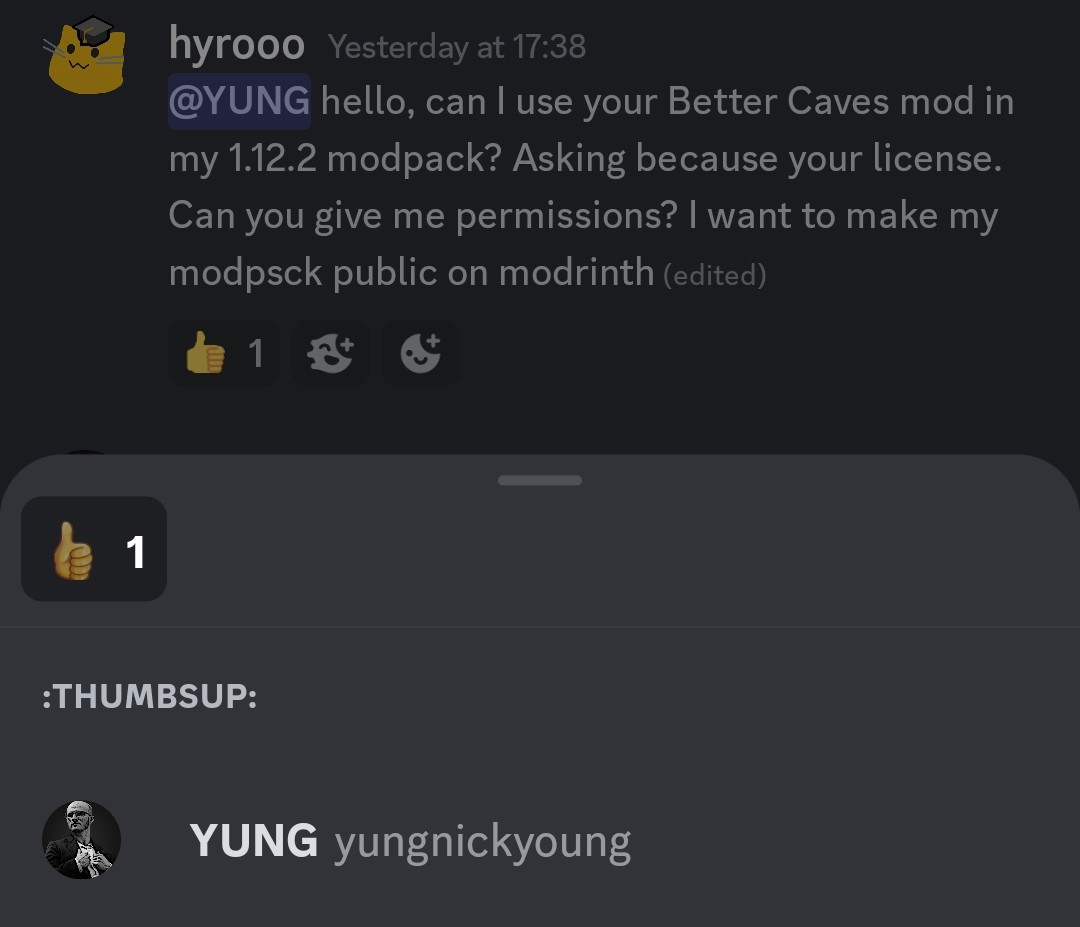 hyrooo Yesterday at 17:38
@YUNG hello, can I use your Better Caves mod in
my 1.12.2 modpack? Asking because your license.
Can you give me permissions? I want to make my
modpsck public on modrinth (edited)
👍 1
👍 1
:THUMBSUP:
YUNG yungnickyoung